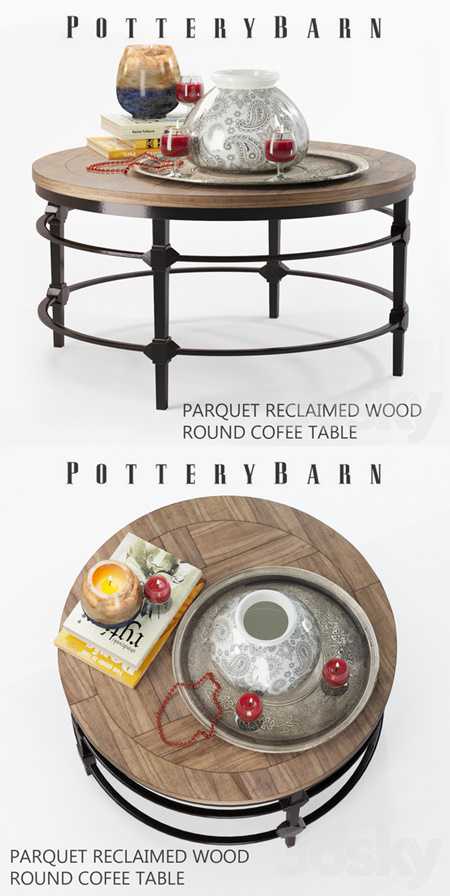 POTTERYBARN
PARQUET RECLAIMED WOOD
ROUND COFEE TABLE
POTTERYBARN
PARQUET RECLAIMED WOOD
ROUND COFEE TABLE